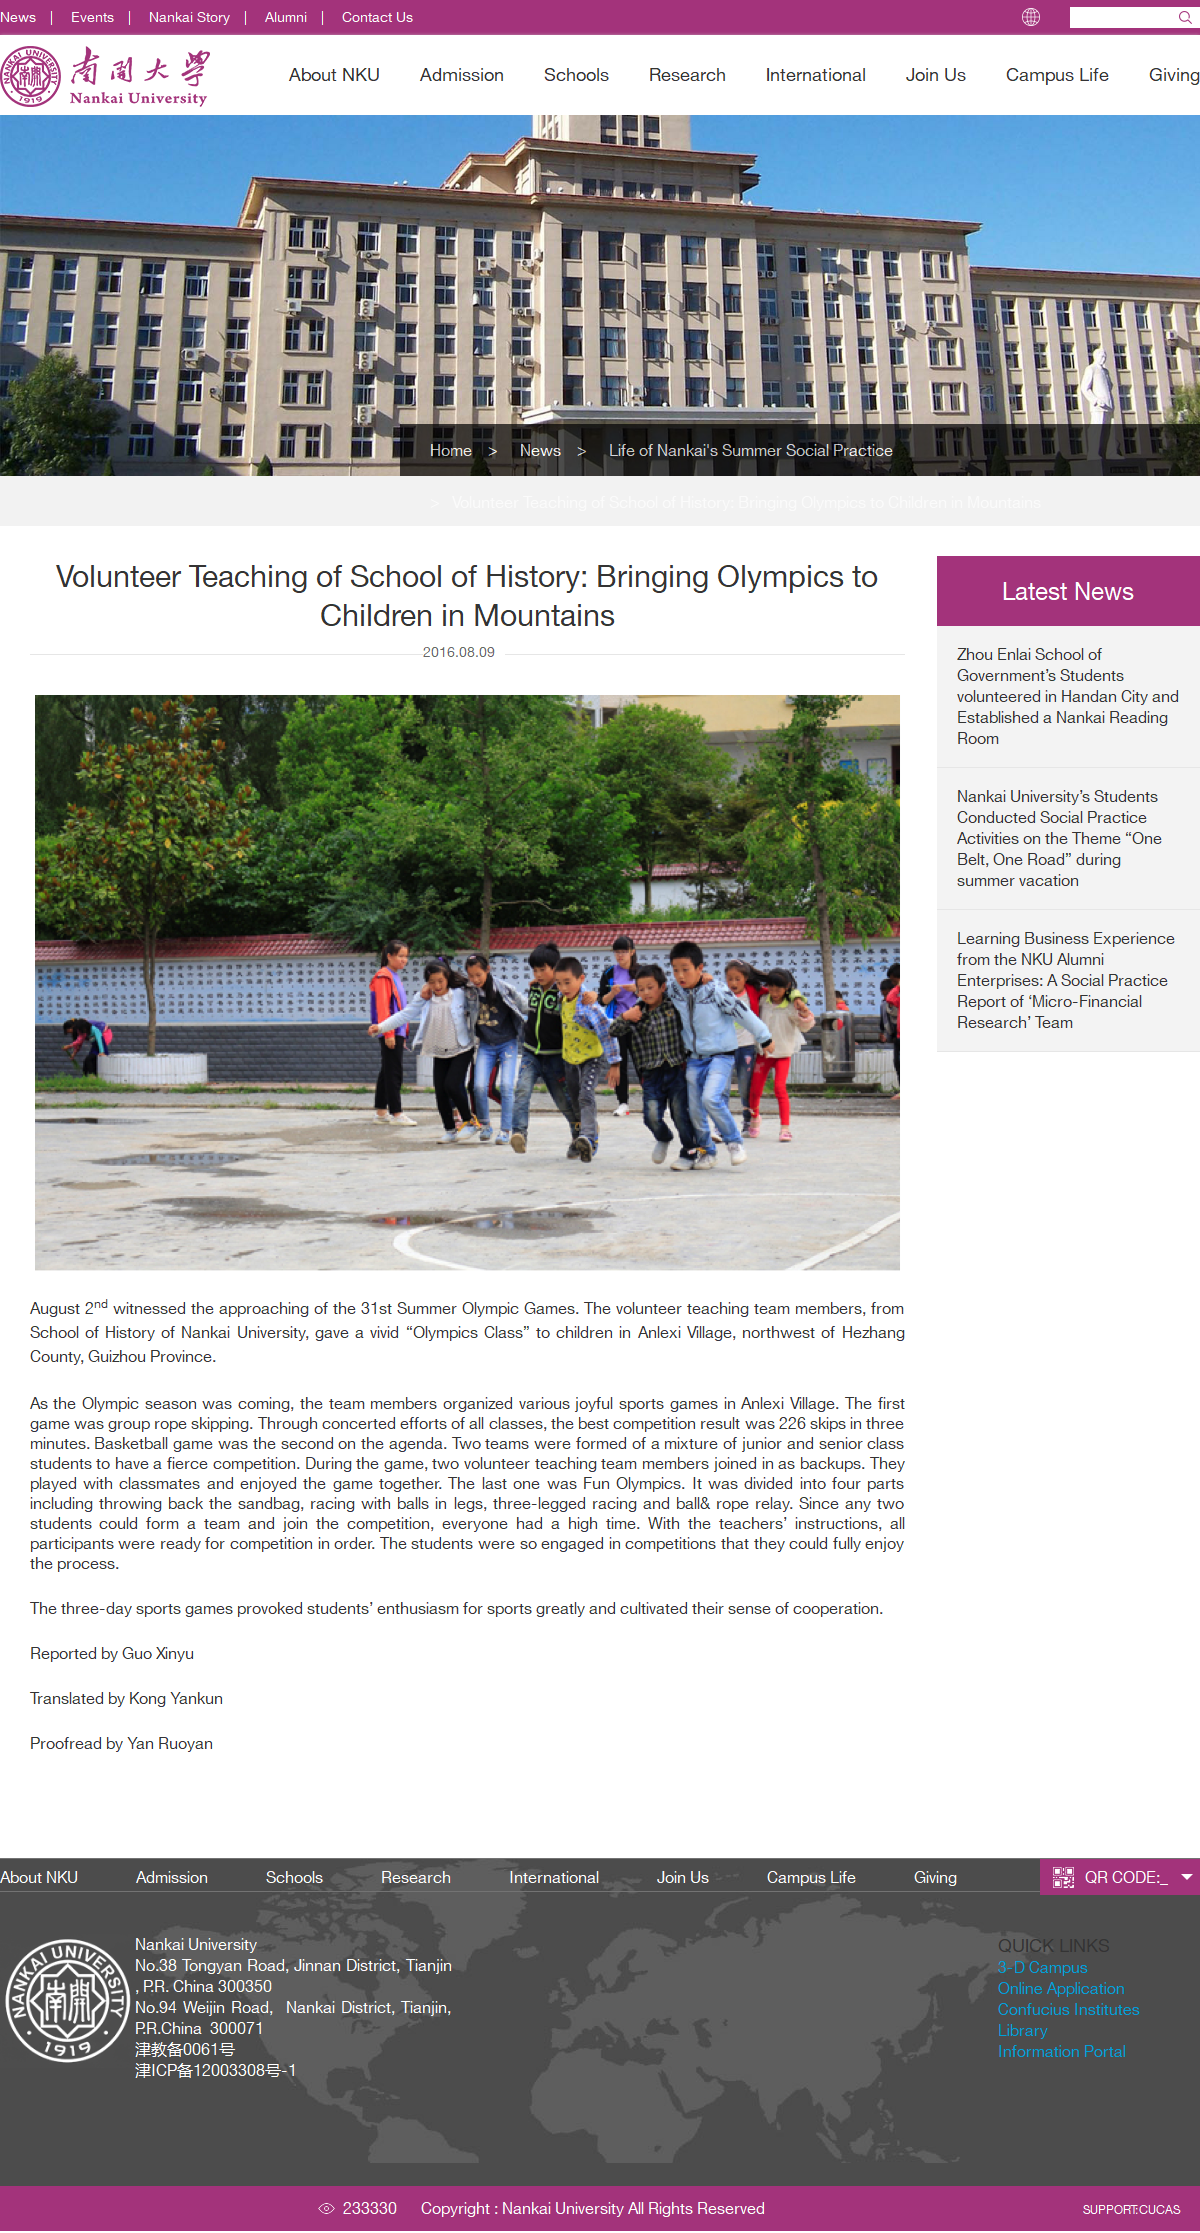 News | Events | Nankai Story | Alumni | Contact Us
NANKAI UNIVERSITY
1919
南開大學
Nankai University
About NKU Admission Schools Research International Join Us Campus Life Giving
Home > News > Life of Nankai's Summer Social Practice
> Volunteer Teaching of School of History: Bringing Olympics to Children in Mountains
Volunteer Teaching of School of History: Bringing Olympics to
Children in Mountains
2016.08.09
August 2nd witnessed the approaching of the 31st Summer Olympic Games. The volunteer teaching team members, from
School of History of Nankai University, gave a vivid “Olympics Class” to children in Anlexi Village, northwest of Hezhang
County, Guizhou Province.
As the Olympic season was coming, the team members organized various joyful sports games in Anlexi Village. The first
game was group rope skipping. Through concerted efforts of all classes, the best competition result was 226 skips in three
minutes. Basketball game was the second on the agenda. Two teams were formed of a mixture of junior and senior class
students to have a fierce competition. During the game, two volunteer teaching team members joined in as backups. They
played with classmates and enjoyed the game together. The last one was Fun Olympics. It was divided into four parts
including throwing back the sandbag, racing with balls in legs, three-legged racing and ball& rope relay. Since any two
students could form a team and join the competition, everyone had a high time. With the teachers’ instructions, all
participants were ready for competition in order. The students were so engaged in competitions that they could fully enjoy
the process.
The three-day sports games provoked students’ enthusiasm for sports greatly and cultivated their sense of cooperation.
Reported by Guo Xinyu
Translated by Kong Yankun
Proofread by Yan Ruoyan
Latest News
Zhou Enlai School of
Government’s Students
volunteered in Handan City and
Established a Nankai Reading
Room
Nankai University’s Students
Conducted Social Practice
Activities on the Theme “One
Belt, One Road” during
summer vacation
Learning Business Experience
from the NKU Alumni
Enterprises: A Social Practice
Report of ‘Micro-Financial
Research’ Team
About NKU Admission Schools Research International Join Us Campus Life Giving QR CODE:_
NANKAI UNIVERSITY
南開
1919
Nankai University
No.38 Tongyan Road, Jinnan District, Tianjin
, P.R. China 300350
No.94 Weijin Road, Nankai District, Tianjin,
P.R.China 300071
津教备0061号
津ICP备12003308号-1
QUICK LINKS
3-D Campus
Online Application
Confucius Institutes
Library
Information Portal
233330 Copyright : Nankai University All Rights Reserved
SUPPORT:CUCAS